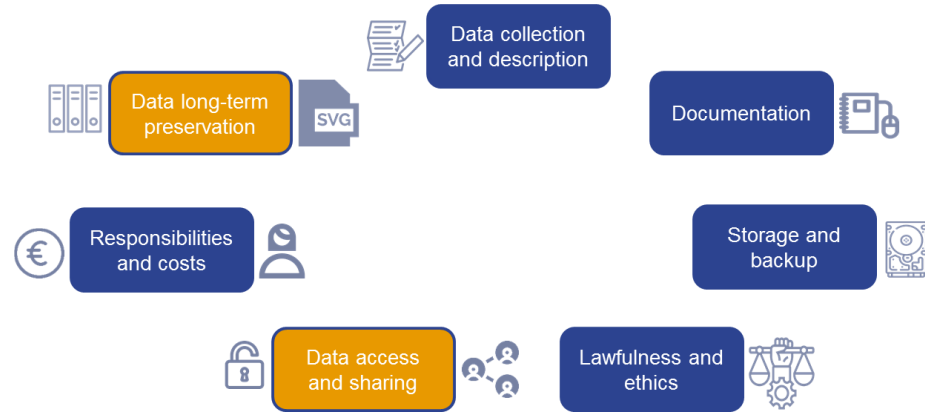 Data collection
and description
Data long-term
preservation
SVG
Documentation
Responsibilities
and costs
€
Storage and
backup
Data access
and sharing
Lawfulness and
ethics